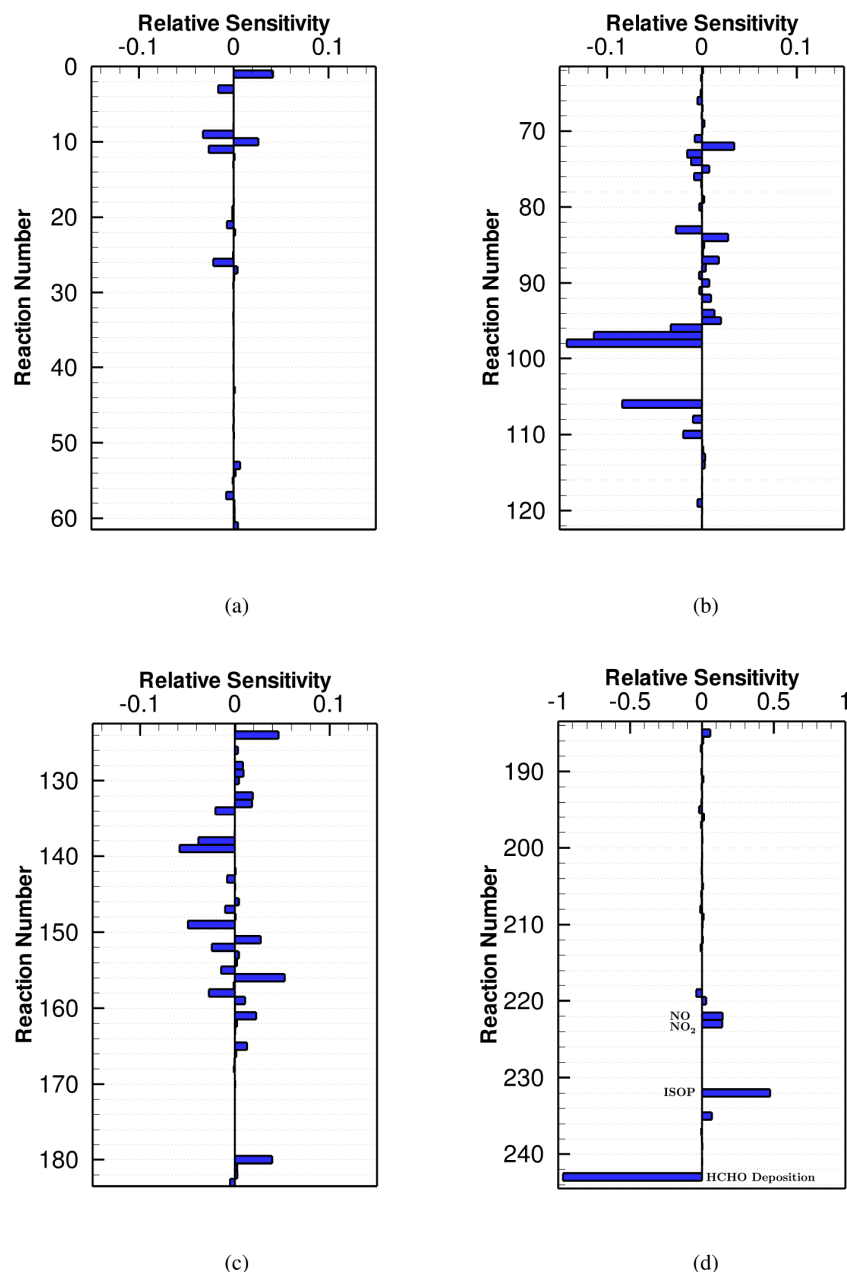 Relative Sensitivity
-0.1 0 0.1
0
10
20
30
40
50
60
Reaction Number
(a)
Relative Sensitivity
-0.1 0 0.1
70
80
90
100
110
120
Reaction Number
(b)
Relative Sensitivity
-0.1 0 0.1
130
140
150
160
170
180
Reaction Number
(c)
Relative Sensitivity
-1 -0.5 0 0.5 1
190
200
210
220
230
240
Reaction Number
NO
NO₂
ISOP
HCHO Deposition
(d)